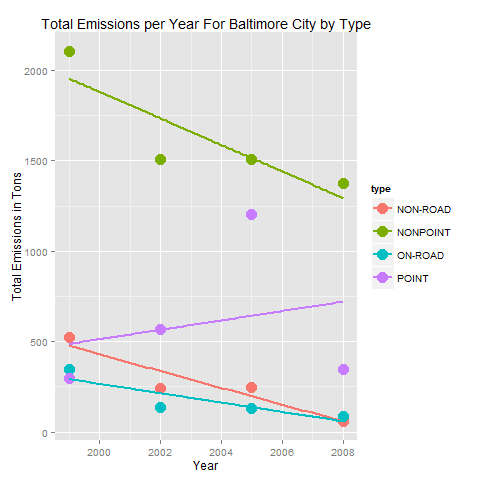 Total Emissions per Year For Baltimore City by Type
Total Emissions in Tons
2000
1500
1000
500
0
2000
2002
2004
2006
2008
Year
type
NON-ROAD
NONPOINT
ON-ROAD
POINT